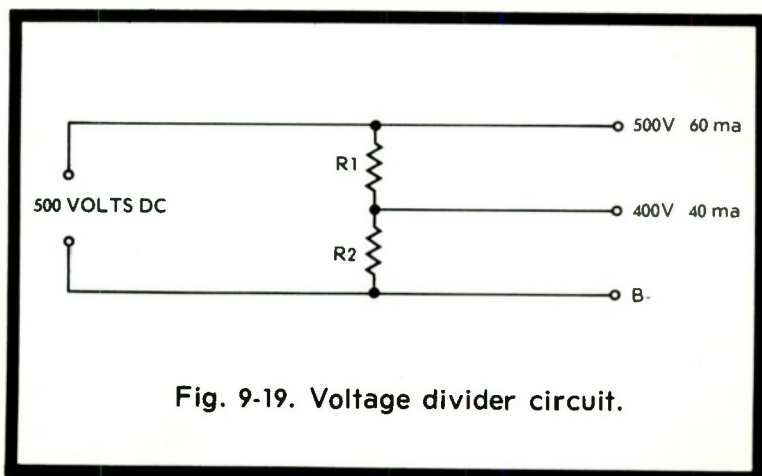 500V 60 ma
R1
500 VOLTS DC
400V 40 ma
R2
B-
Fig. 9-19. Voltage divider circuit.